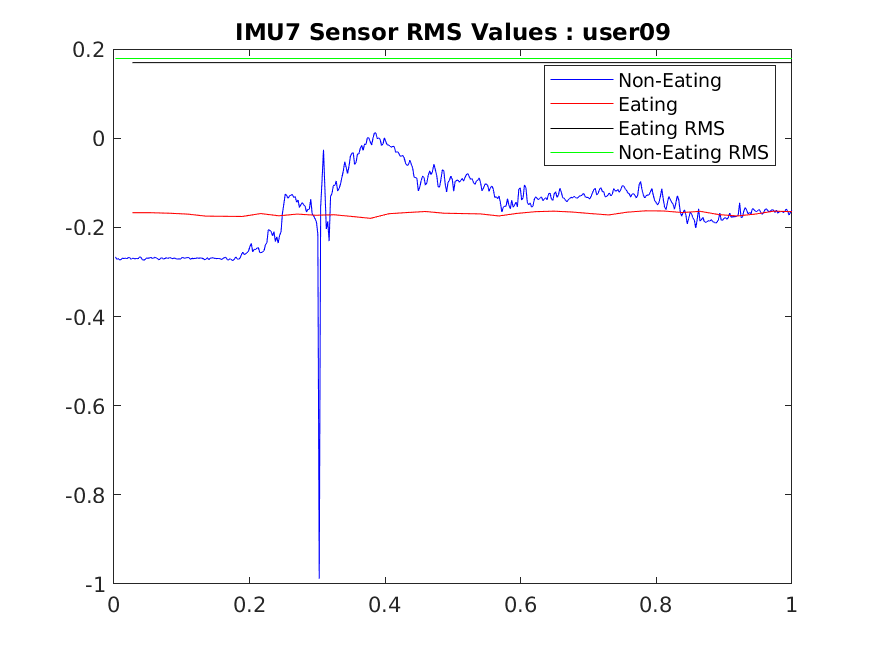 IMU7 Sensor RMS Values : user09
0.2
0
-0.2
-0.4
-0.6
-0.8
-1
Non-Eating
Eating
Eating RMS
Non-Eating RMS
0 0.2 0.4 0.6 0.8 1